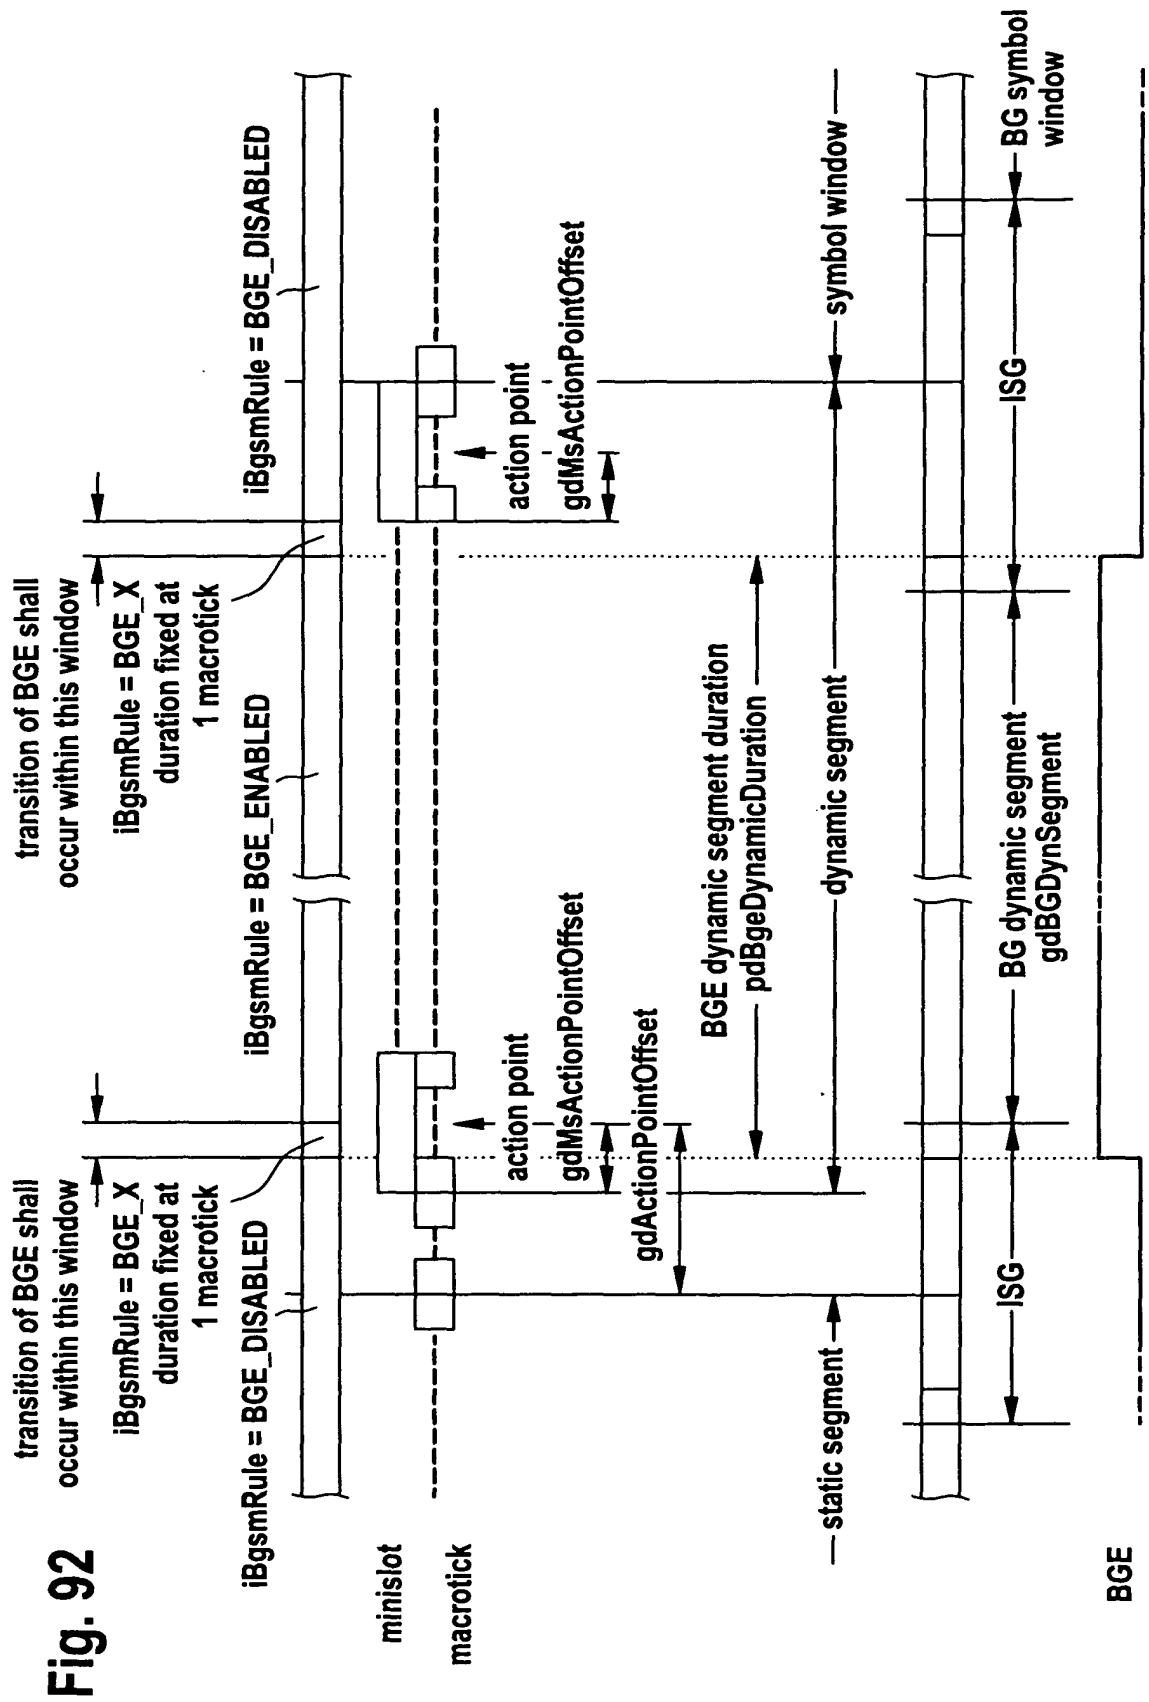 Fig. 92
transition of BGE shall
occur within this window
iBgsmRule = BGE_X
duration fixed at
1 macrotick
transition of BGE shall
occur within this window
iBgsmRule = BGE_X
duration fixed at
1 macrotick
iBgsmRule = BGE_DISABLED
iBgsmRule = BGE_ENABLED
iBgsmRule = BGE_DISABLED
minislot
macrotick
action point
gdMsActionPointOffset
gdActionPointOffset
action point
gdMsActionPointOffset
BGE dynamic segment duration
pdBgeDynamicDuration
static segment
dynamic segment
symbol window
ISG
BG dynamic segment
gdBGDynSegment
ISG
BG symbol
window
BGE